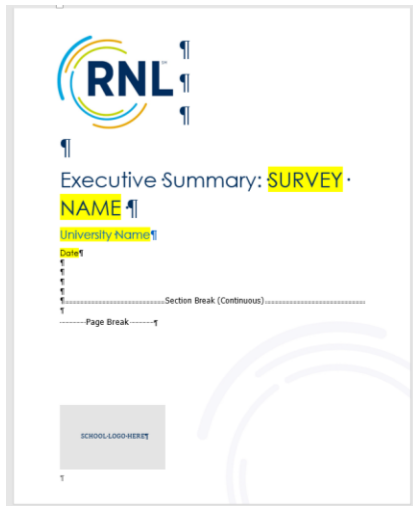 RNL
Executive Summary: SURVEY
NAME
University Name
Date
Section Break (Continuous)
Page Break
SCHOOL LOGO HERE